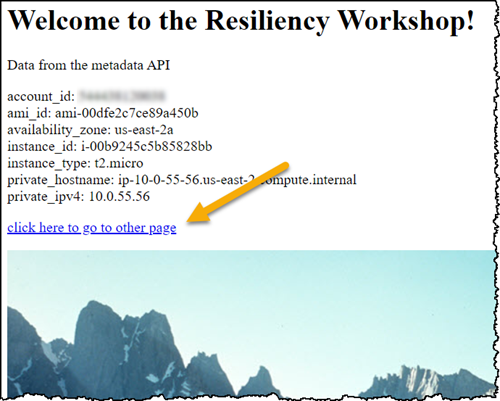 Welcome to the Resiliency Workshop!
Data from the metadata API
account_id:
ami_id: ami-00dfe2c7ce89a450b
availability_zone: us-east-2a
instance_id: i-00b9245c5b85828bb
instance_type: t2.micro
private_hostname: ip-10-0-55-56.us-east-2.compute.internal
private_ipv4: 10.0.55.56
click here to go to other page